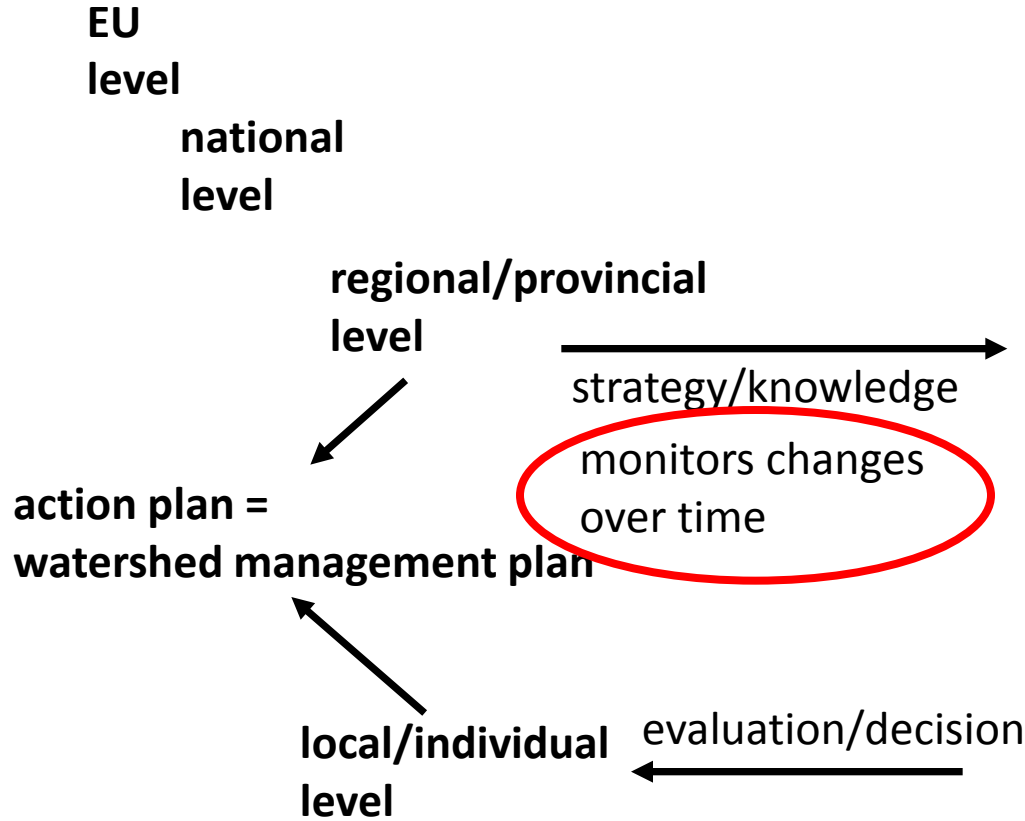 EU
level
national
level
regional/provincial
level
strategy/knowledge
monitors changes
over time
action plan =
watershed management plan
local/individual
level
evaluation/decision